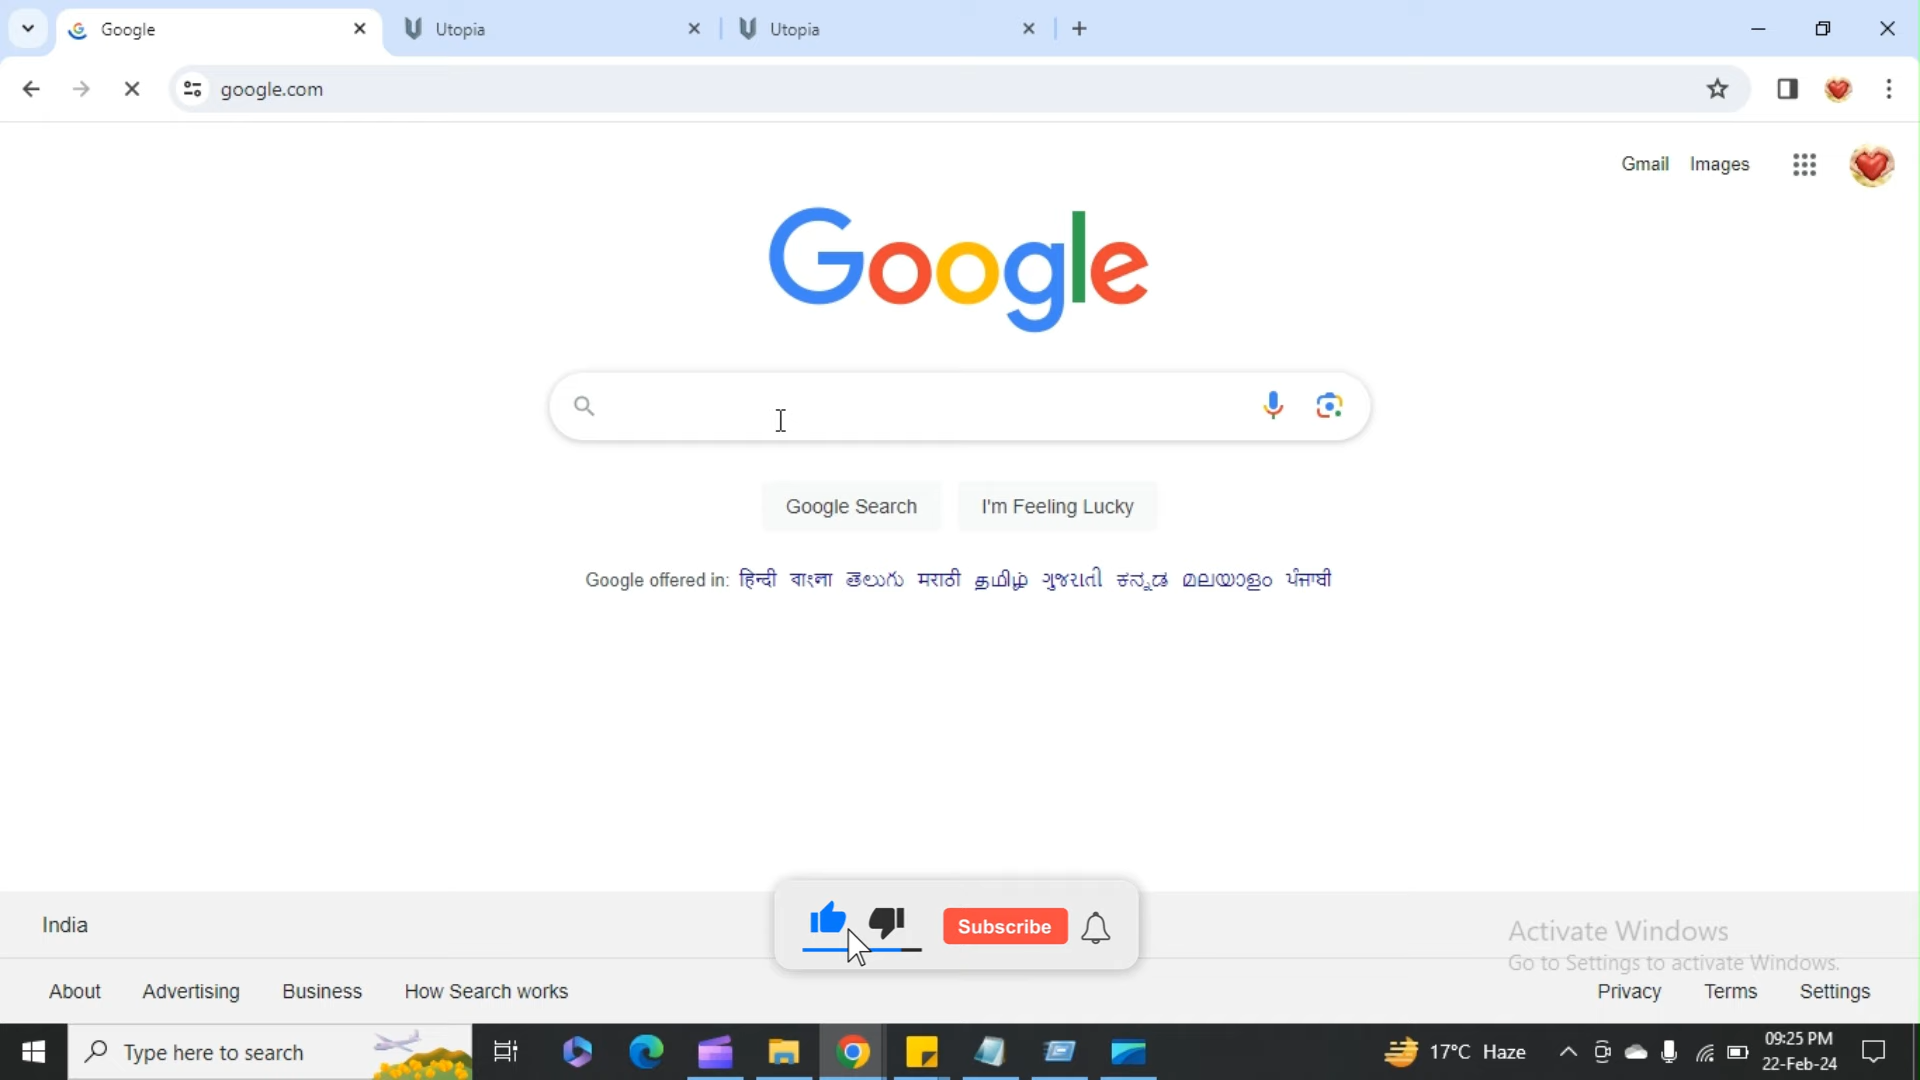 Google
Utopia
Utopia
google.com
Gmail Images
Google
Google Search
I'm Feeling Lucky
Google offered in: हिन्दी বাংলা తెలుగు मराठी தமிழ் ગુજરાતી ಕನ್ನಡ മലയാളം ਪੰਜਾਬੀ
India
Subscribe
Activate Windows
Go to Settings to activate Windows.
About Advertising Business How Search works
Privacy Terms Settings
Type here to search
17°C Haze
09:25 PM
22-Feb-24